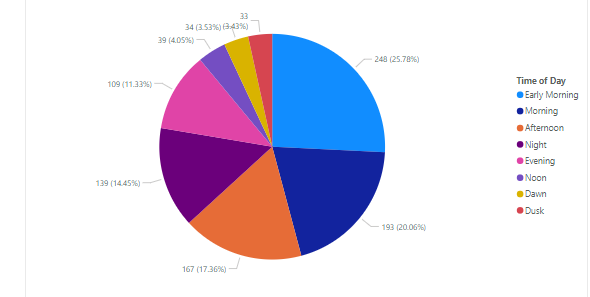 33
(3.43%)
34 (3.53%)
39 (4.05%)
109 (11.33%)
139 (14.45%)
167 (17.36%)
193 (20.06%)
248 (25.78%)
Time of Day
Early Morning
Morning
Afternoon
Night
Evening
Noon
Dawn
Dusk